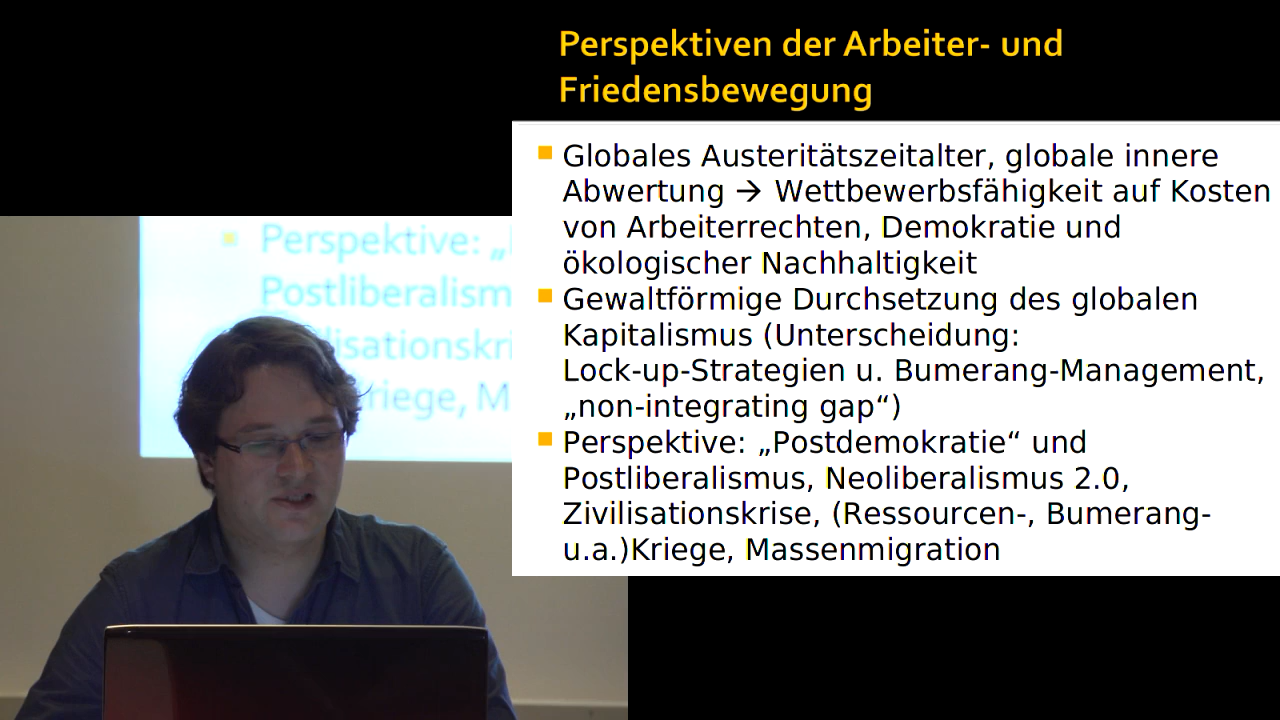 Perspektiven der Arbeiter- und
Friedensbewegung
Globales Austeritätszeitalter, globale innere
Abwertung → Wettbewerbsfähigkeit auf Kosten
von Arbeiterrechten, Demokratie und
ökologischer Nachhaltigkeit
Gewaltförmige Durchsetzung des globalen
Kapitalismus (Unterscheidung:
Lock-up-Strategien u. Bumerang-Management,
„non-integrating gap“)
Perspektive: „Postdemokratie“ und
Postliberalismus, Neoliberalismus 2.0,
Zivilisationskrise, (Ressourcen-, Bumerang-
u.a.)Kriege, Massenmigration
Perspektive: „
Postliberalism
lisationskri
riege, M